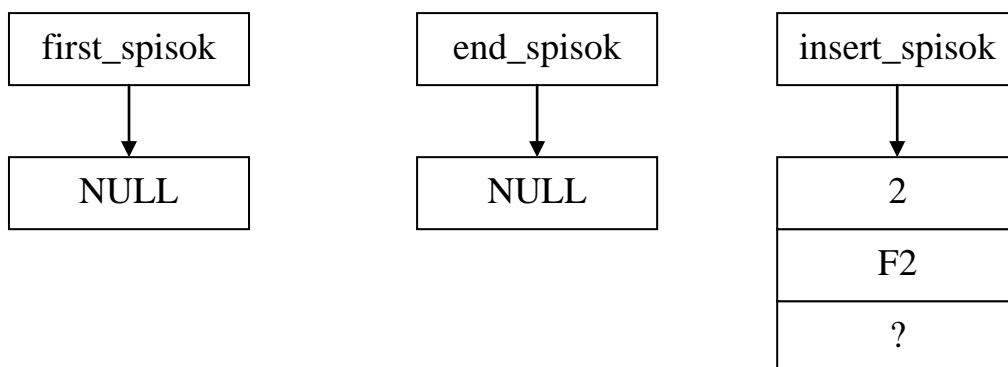 first_spisok
end_spisok
insert_spisok
NULL
NULL
2
F2
?